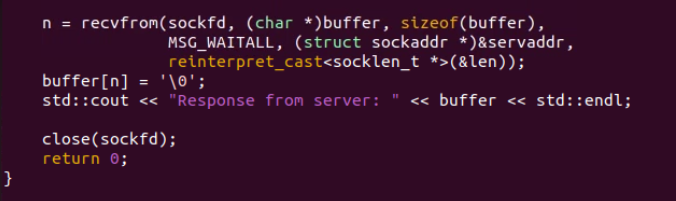 n = recvfrom(sockfd, (char *)buffer, sizeof(buffer),
MSG_WAITALL, (struct sockaddr *)&servaddr,
reinterpret_cast<socklen_t *>(&len));
buffer[n] = '\0';
std::cout << "Response from server: " << buffer << std::endl;
close(sockfd);
return 0;
}